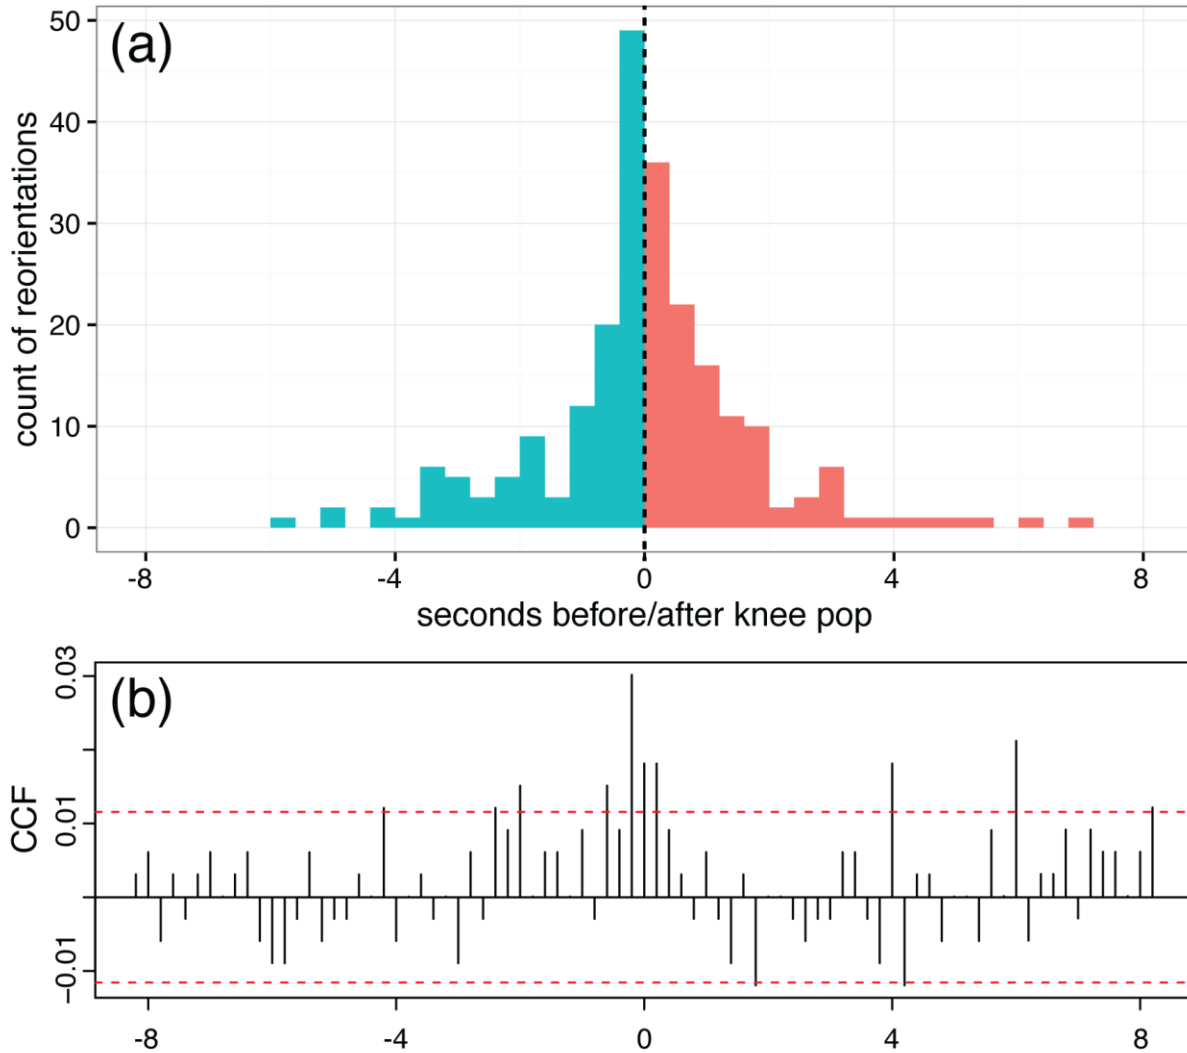 (a)
count of reorientations
50
40
30
20
10
0
-8 -4 0 4 8
seconds before/after knee pop
(b)
CCF
0.03
0.01
−0.01
-8 -4 0 4 8